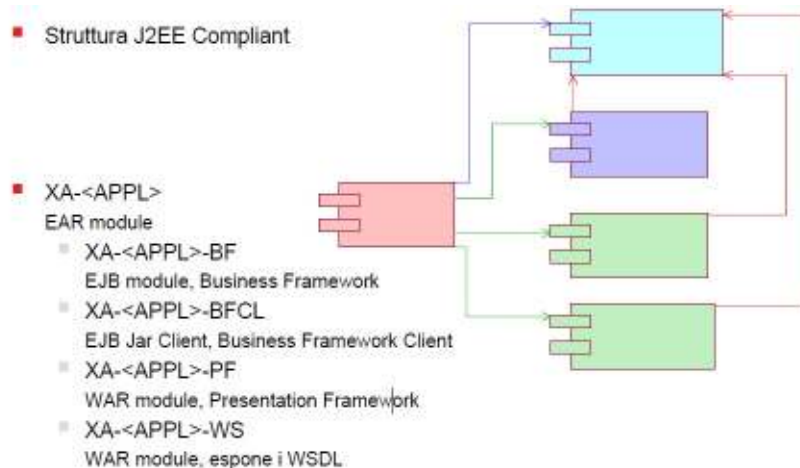 Struttura J2EE Compliant
XA-<APPL>
EAR module
XA-<APPL>-BF
EJB module, Business Framework
XA-<APPL>-BFCL
EJB Jar Client, Business Framework Client
XA-<APPL>-PF
WAR module, Presentation Framework
XA-<APPL>-WS
WAR module, espone i WSDL